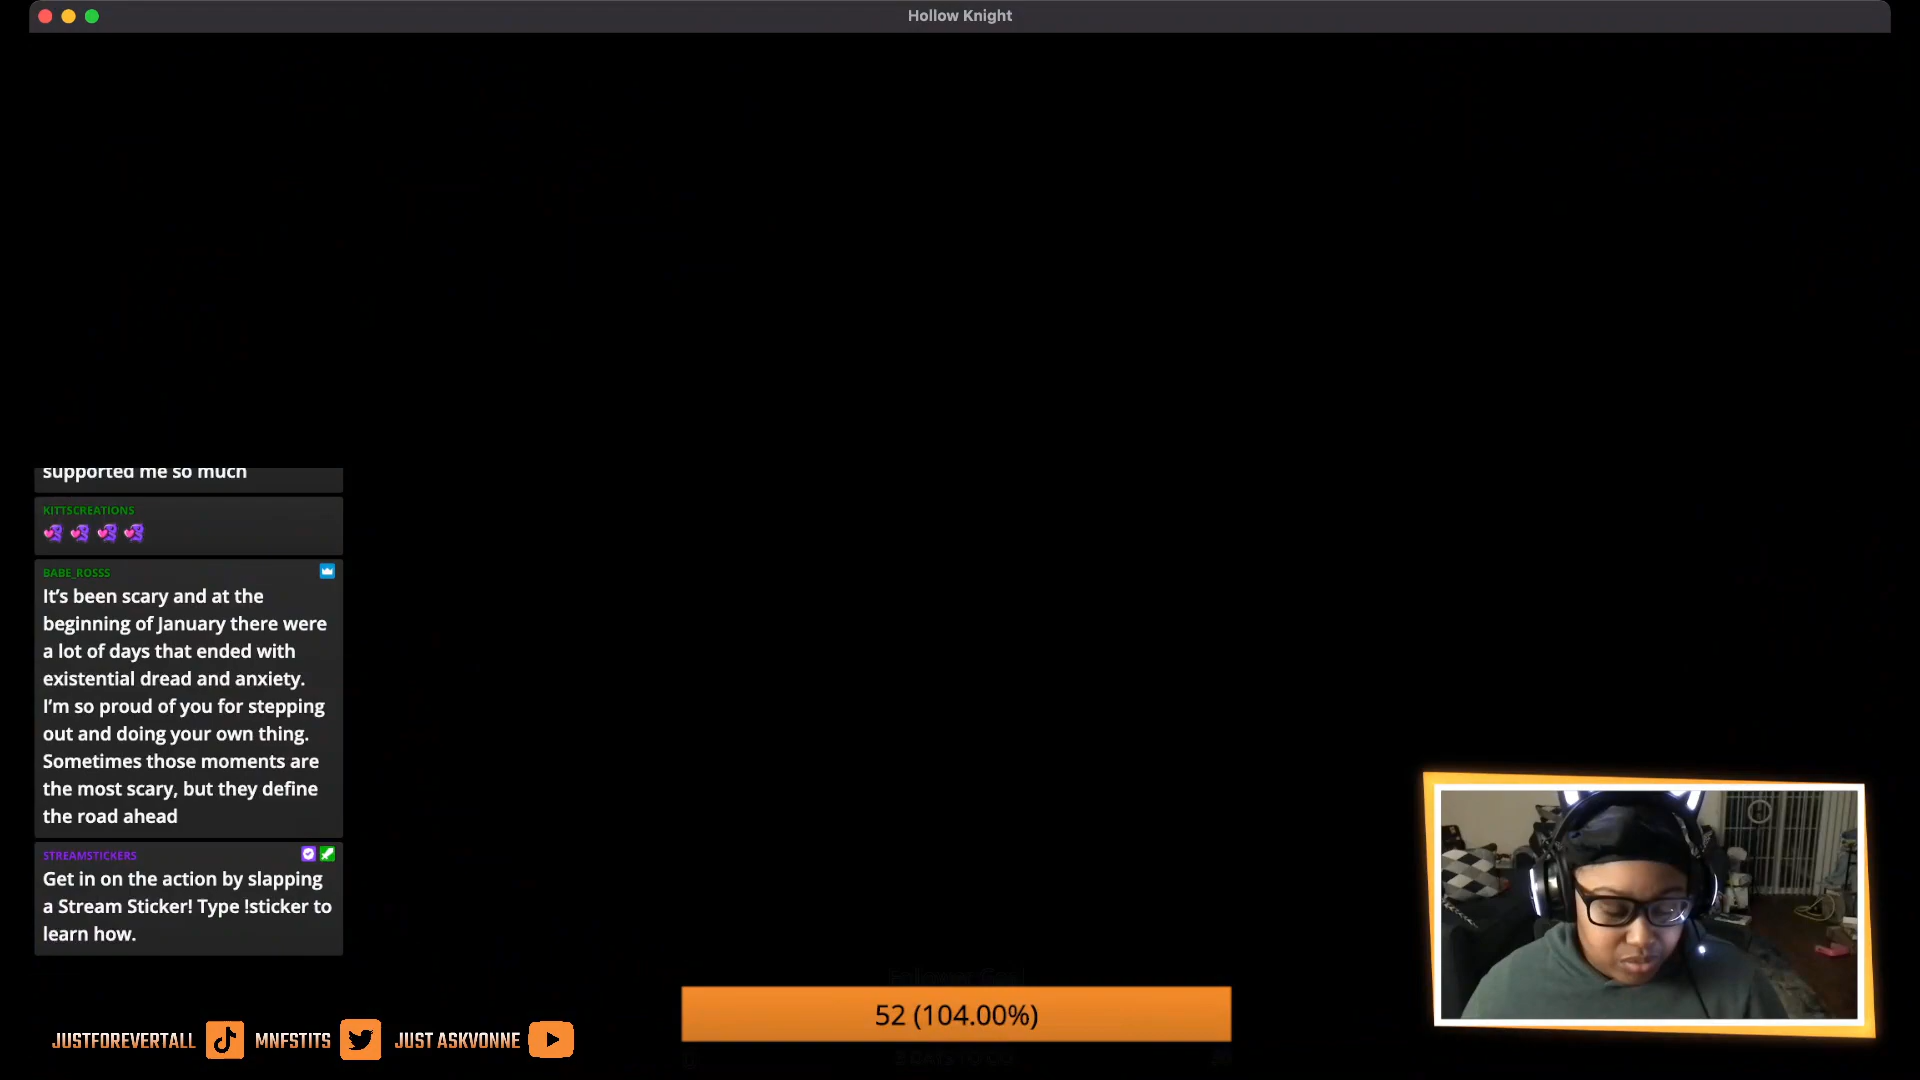 Hollow Knight
supported me so much
KITTSCREATIONS
BABE_ROSSS
It's been scary and at the
beginning of January there were
a lot of days that ended with
existential dread and anxiety.
I'm so proud of you for stepping
out and doing your own thing.
Sometimes those moments are
the most scary, but they define
the road ahead
STREAMSTICKERS
Get in on the action by slapping
a Stream Sticker! Type !sticker to
learn how.
52 (104.00%)
JUSTFOREVERTALL MNFSTITS JUST ASKVONNE